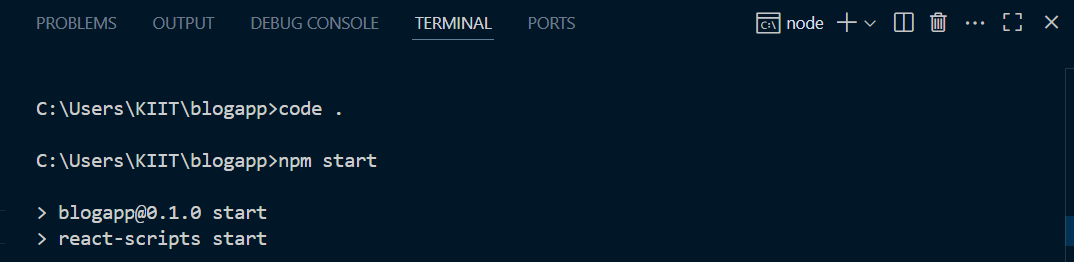 PROBLEMS OUTPUT DEBUG CONSOLE TERMINAL PORTS node
C:\Users\KIIT\blogapp>code .
C:\Users\KIIT\blogapp>npm start
> blogapp@0.1.0 start
> react-scripts start